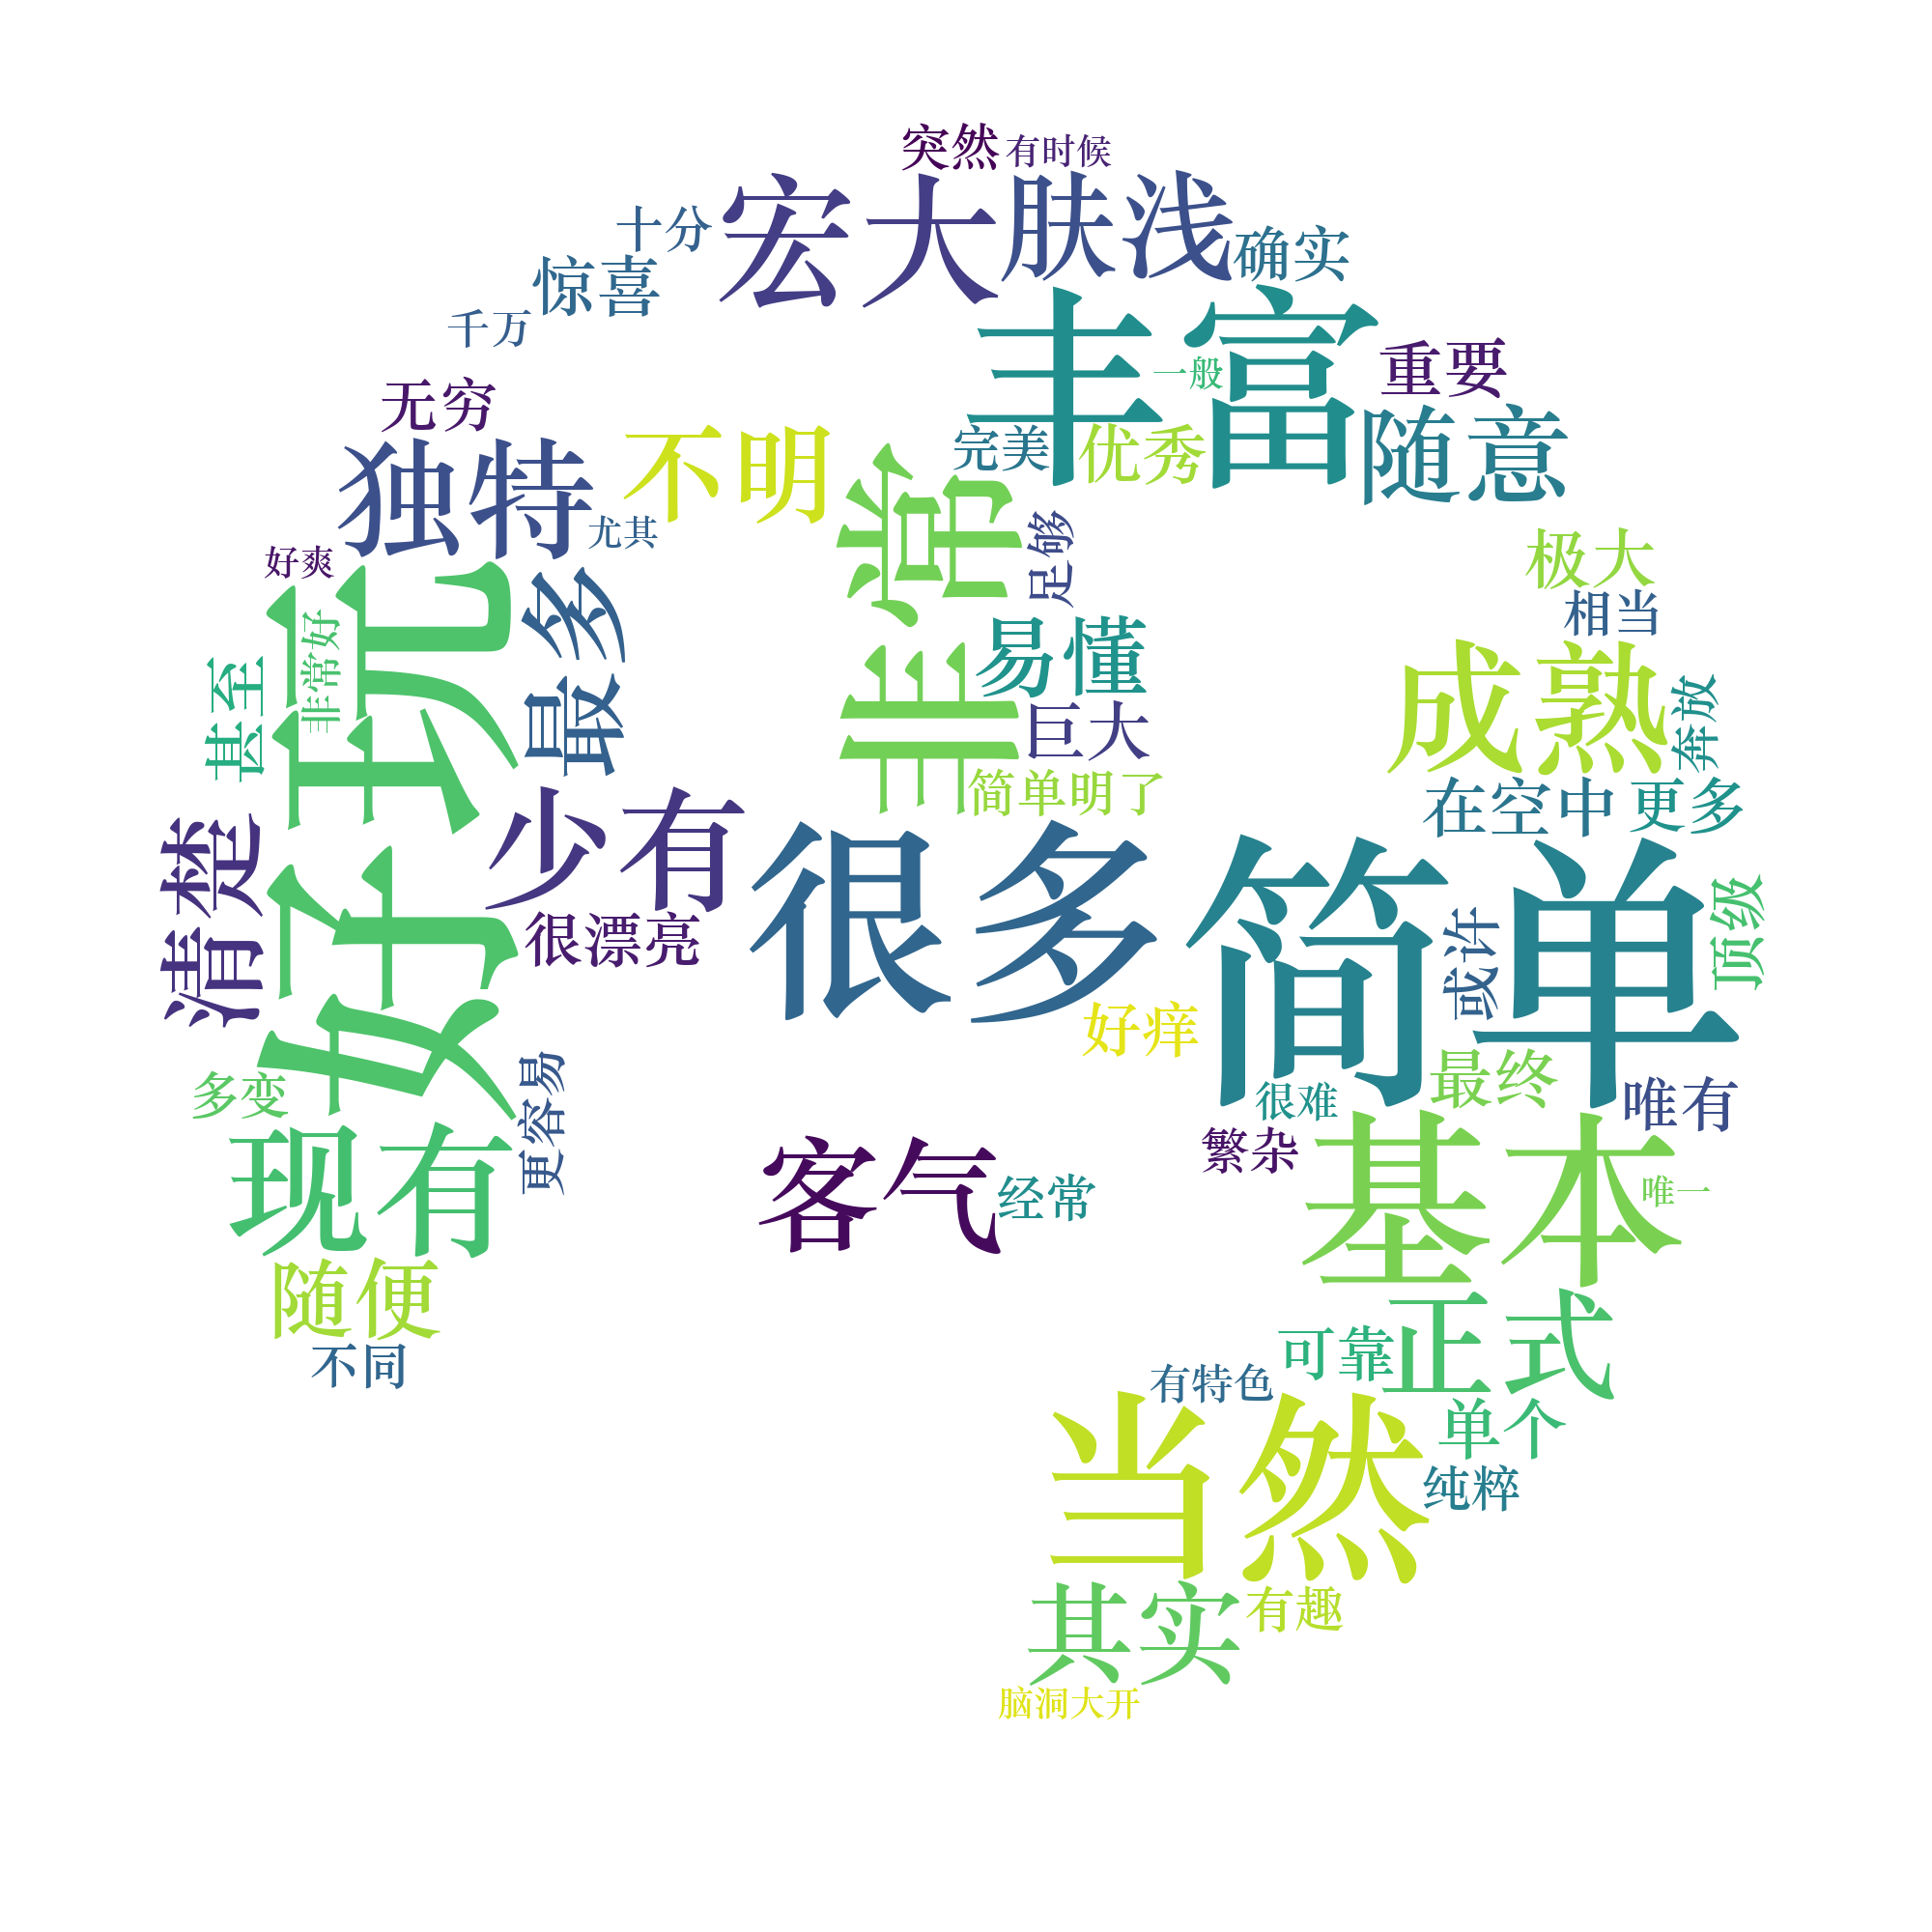 突然
有时候
宏大
肤浅
十分
确实
惊喜
千万
丰富
一般
重要
无穷
随意
完美
优秀
独特
不明
尤其
非常
足够
好爽
极大
相当
好玩
非常好
最多
甚至
易懂
巨大
成熟
弃放
简单明了
在空中
更多
清楚
少有
很漂亮
很多
简单
或许
顶级
好痒
多变
更容易
很难
最终
唯有
现有
客气
经常
繁杂
基本
唯一
随便
正式
可靠
不同
有特色
单个
当然
纯粹
其实
有趣
脑洞大开